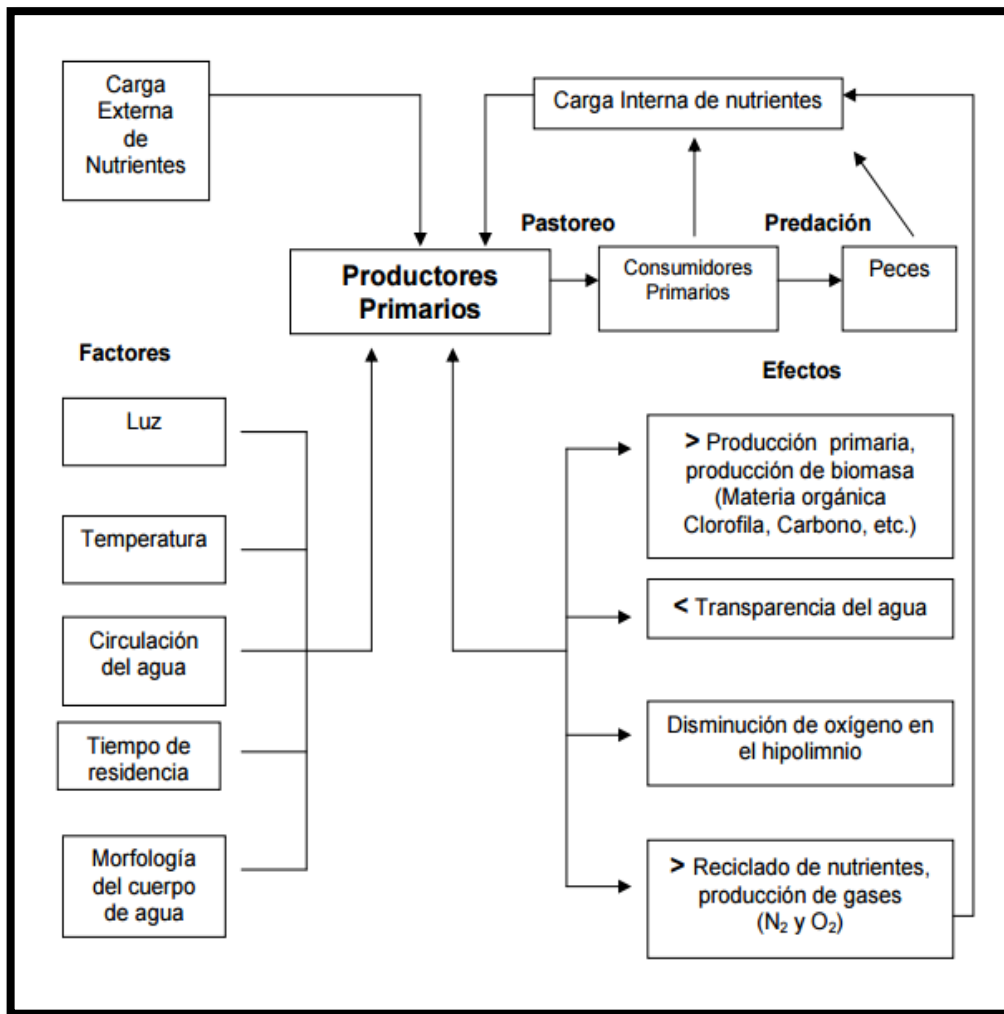 Carga
Externa
de
Nutrientes
Carga Interna de nutrientes
Pastoreo
Predación
Productores
Primarios
Consumidores
Primarios
Peces
Factores
Efectos
Luz
Temperatura
Circulación
del agua
Tiempo de
residencia
Morfología
del cuerpo
de agua
> Producción primaria,
producción de biomasa
(Materia orgánica
Clorofila, Carbono, etc.)
< Transparencia del agua
Disminución de oxígeno en
el hipolimnio
> Reciclado de nutrientes,
producción de gases
(N₂ y O₂)